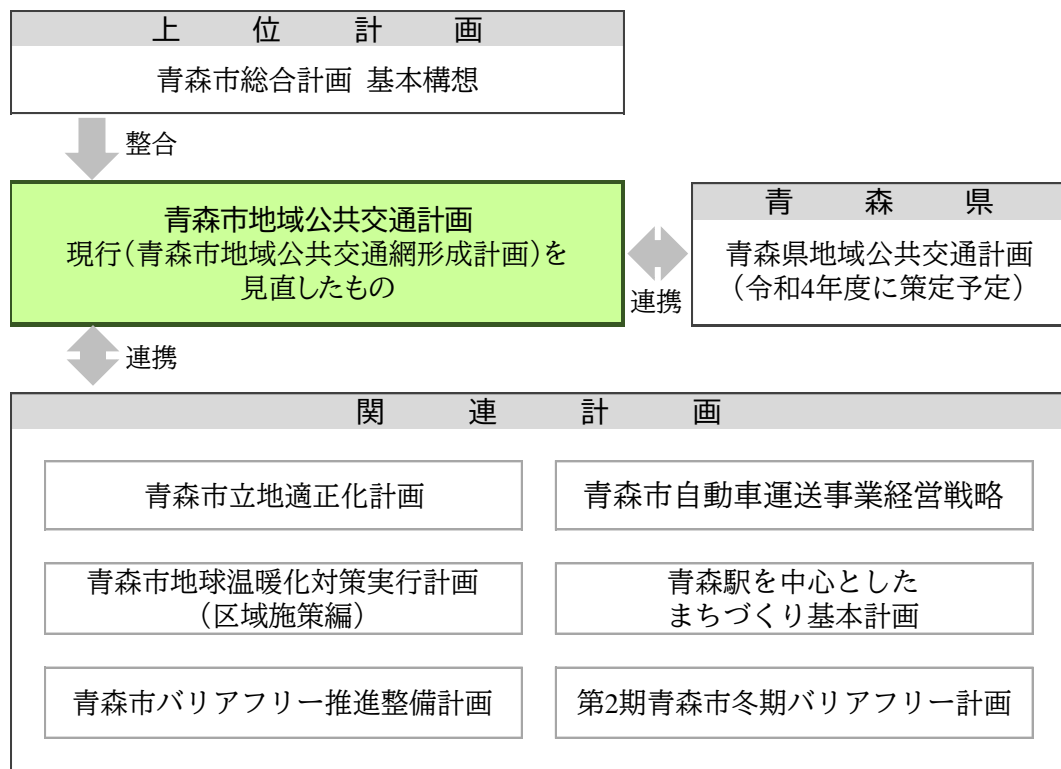 上位計画
青森市総合計画 基本構想
整合
青森市地域公共交通計画
現行（青森市地域公共交通網形成計画）を
見直したもの
連携
青森県
青森県地域公共交通計画
（令和4年度に策定予定）
連携
関連計画
青森市立地適正化計画
青森市自動車運送事業経営戦略
青森市地球温暖化対策実行計画
（区域施策編）
青森駅を中心とした
まちづくり基本計画
青森市バリアフリー推進整備計画
第2期青森市冬期バリアフリー計画